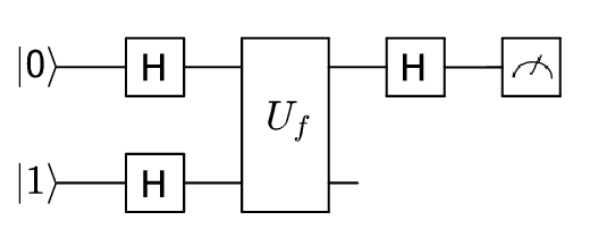 |0⟩ H H
U_f
|1⟩ H